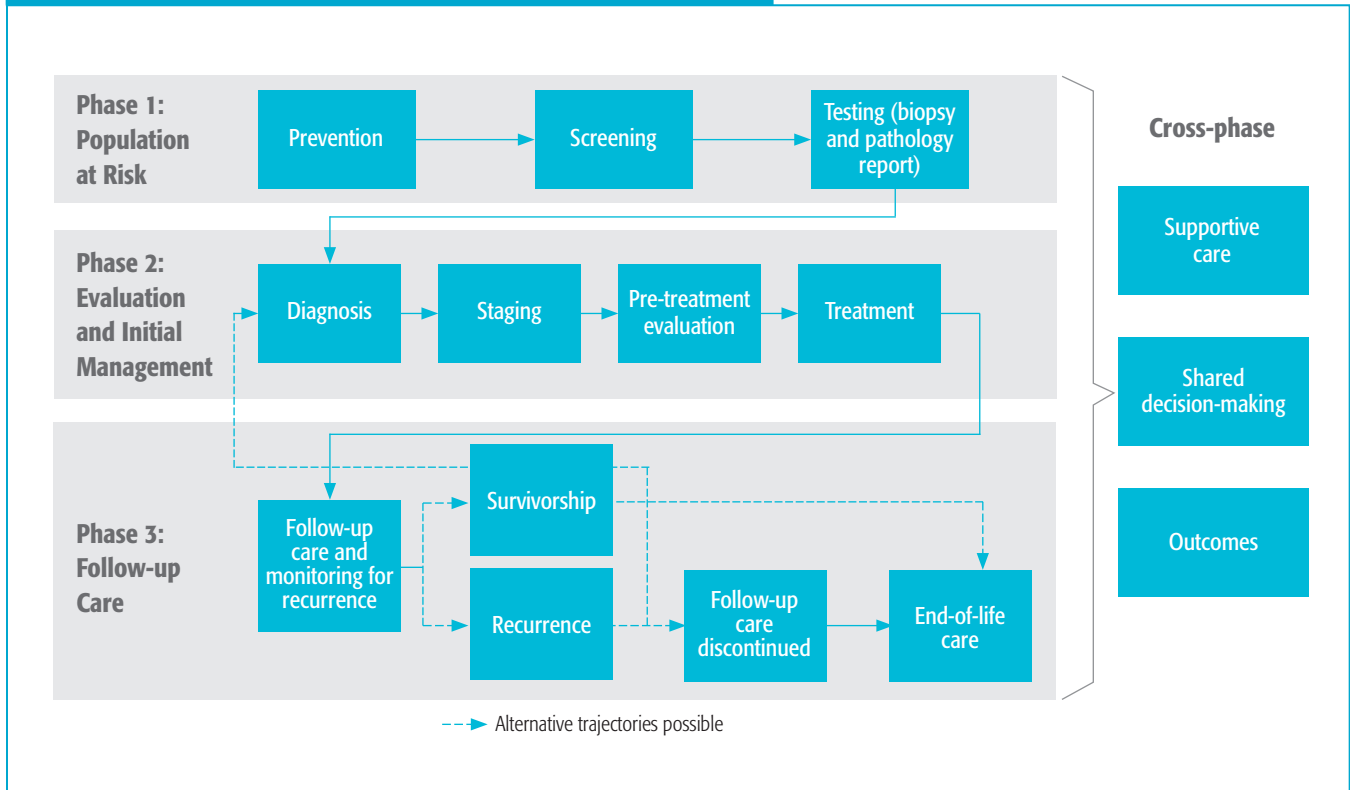 Phase 1:
Population
at Risk
Prevention
Screening
Testing (biopsy
and pathology
report)
Cross-phase
Supportive
care
Shared
decision-making
Outcomes
Phase 2:
Evaluation
and Initial
Management
Diagnosis
Staging
Pre-treatment
evaluation
Treatment
Phase 3:
Follow-up
Care
Follow-up
care and
monitoring for
recurrence
Survivorship
Recurrence
Follow-up
care
discontinued
End-of-life
care
Alternative trajectories possible